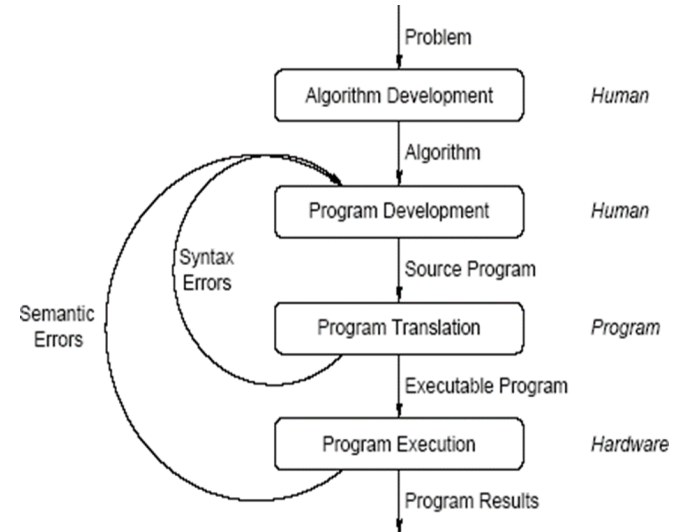 Problem
Algorithm Development
Human
Algorithm
Program Development
Human
Syntax
Errors
Source Program
Semantic
Errors
Program Translation
Program
Executable Program
Program Execution
Hardware
Program Results